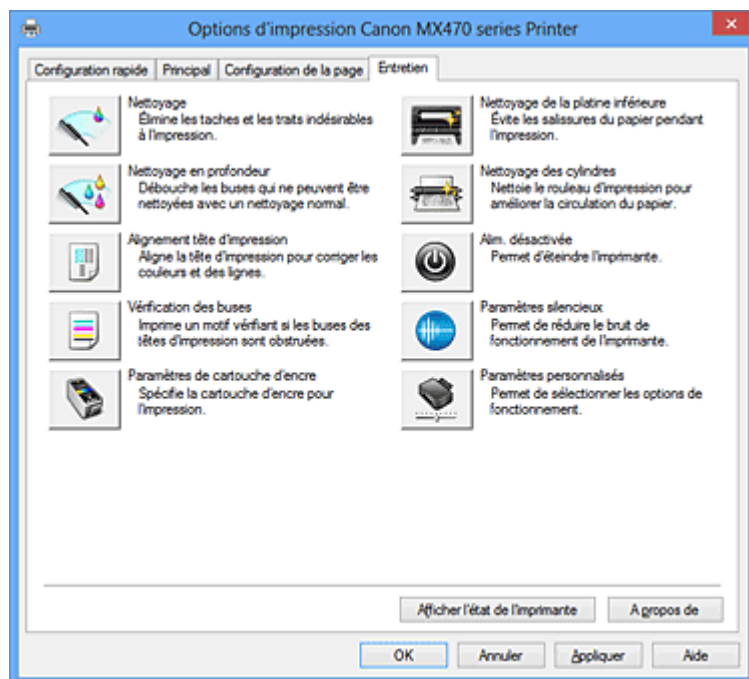 Options d'impression Canon MX470 series Printer
Configuration rapide Principal Configuration de la page Entretien
Nettoyage
Élimine les taches et les traits indésirables
à l'impression.
Nettoyage en profondeur
Débouche les buses qui ne peuvent être
nettoyées avec un nettoyage normal.
Alignement tête d'impression
Aligne la tête d'impression pour corriger les
couleurs et des lignes.
Vérification des buses
Imprime un motif vérifiant si les buses des
têtes d'impression sont obstruées.
Paramètres de cartouche d'encre
Spécifie la cartouche d'encre pour
l'impression.
Nettoyage de la platine inférieure
Évite les salissures du papier pendant
l'impression.
Nettoyage des cylindres
Nettoie le rouleau d'impression pour
améliorer la circulation du papier.
Alim. désactivée
Permet d'éteindre l'imprimante.
Paramètres silencieux
Permet de réduire le bruit de
fonctionnement de l'imprimante.
Paramètres personnalisés
Permet de sélectionner les options de
fonctionnement.
Afficher l'état de l'imprimante A propos de
OK Annuler Appliquer Aide